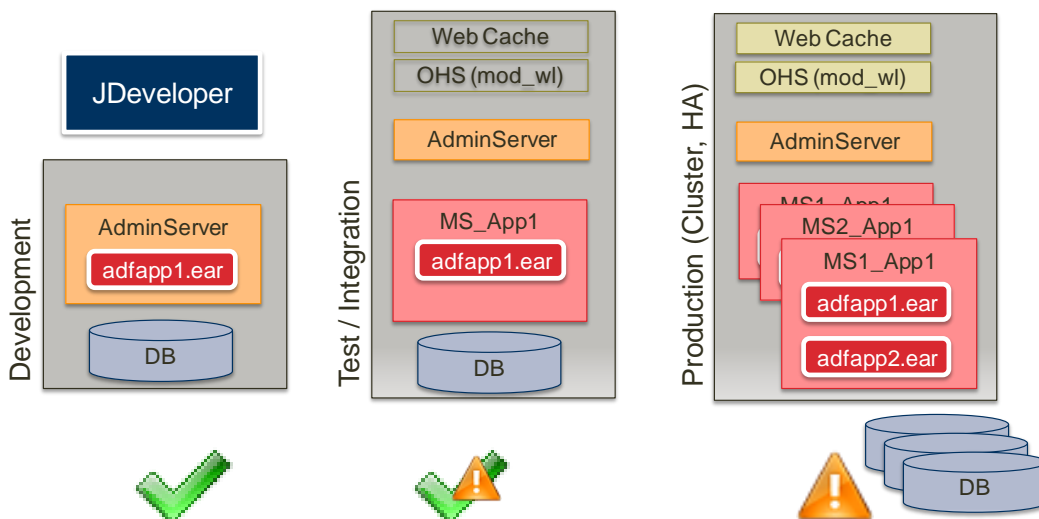 JDeveloper
Development
AdminServer
adfapp1.ear
DB
Test / Integration
Web Cache
OHS (mod_wl)
AdminServer
MS_App1
adfapp1.ear
DB
Production (Cluster, HA)
Web Cache
OHS (mod_wl)
AdminServer
MS1_App1
MS2_App1
MS1_App1
adfapp1.ear
adfapp2.ear
DB